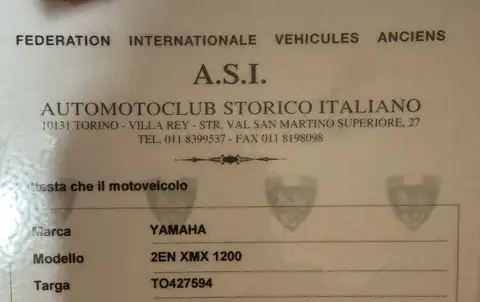 FEDERATION INTERNATIONALE VEHICULES ANCIENS
A.S.I.
AUTOMOTOCLUB STORICO ITALIANO
10131 TORINO - VILLA REY - STR. VAL SAN MARTINO SUPERIORE, 27
TEL. 011 8399537 - FAX 011 8198098
ttesta che il motoveicolo
Marca YAMAHA
Modello 2EN XMX 1200
Targa TO427594